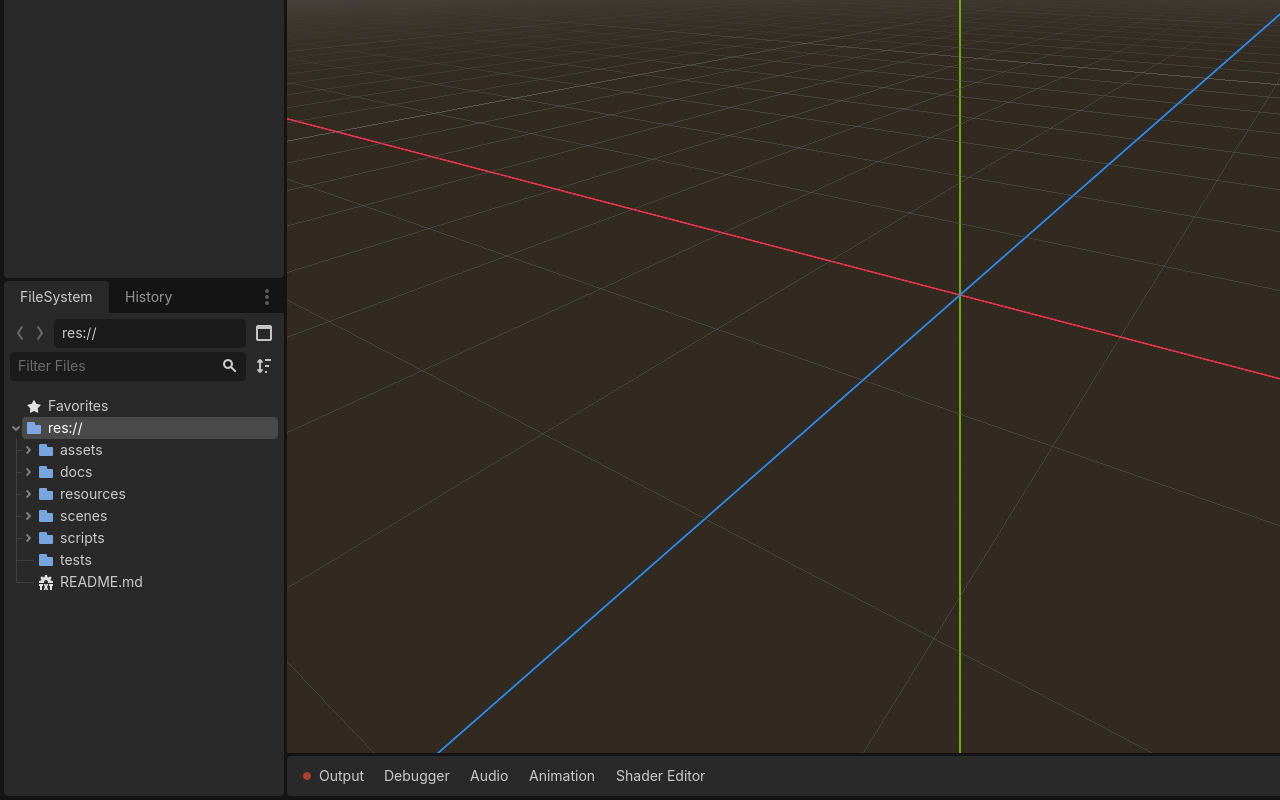 FileSystem History
res://
Filter Files
Favorites
res://
assets
docs
resources
scenes
scripts
tests
README.md
Output Debugger Audio Animation Shader Editor